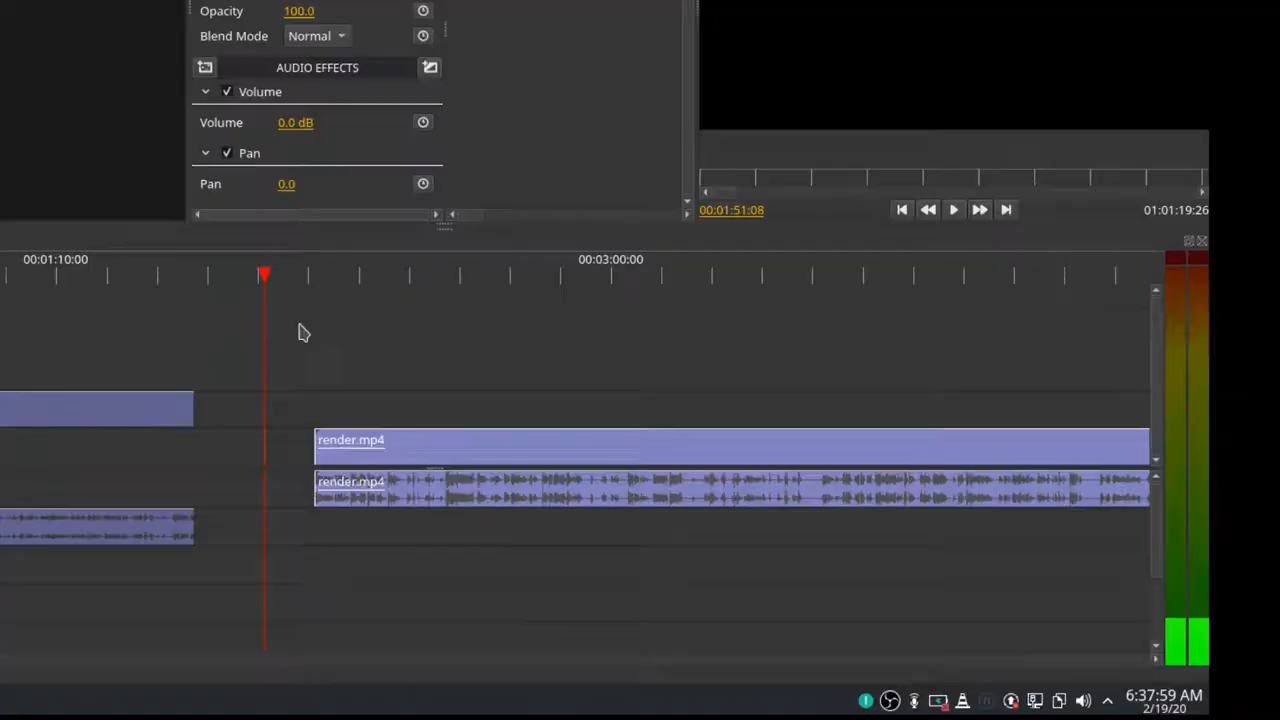 Opacity 100.0
Blend Mode Normal
AUDIO EFFECTS
Volume
Volume 0.0 dB
Pan
Pan 0.0
00:01:51:08 01:01:19:26
00:01:10:00 00:03:00:00
render.mp4
render.mp4
6:37:59 AM
2/19/20